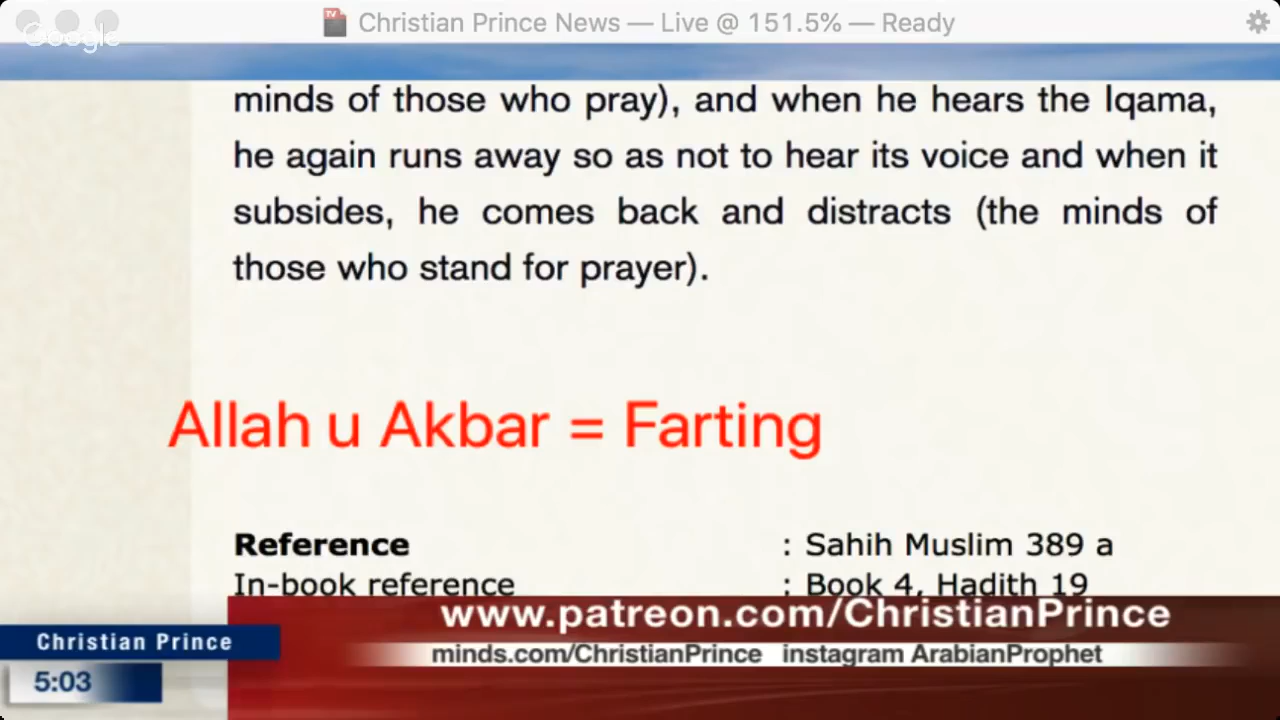 Christian Prince News — Live @ 151.5% — Ready
Google
minds of those who pray), and when he hears the Iqama,
he again runs away so as not to hear its voice and when it
subsides, he comes back and distracts (the minds of
those who stand for prayer).
Allah u Akbar = Farting
Reference : Sahih Muslim 389 a
In-book reference : Book 4, Hadith 19
www.patreon.com/ChristianPrince
Christian Prince
minds.com/ChristianPrince instagram ArabianProphet
5:03